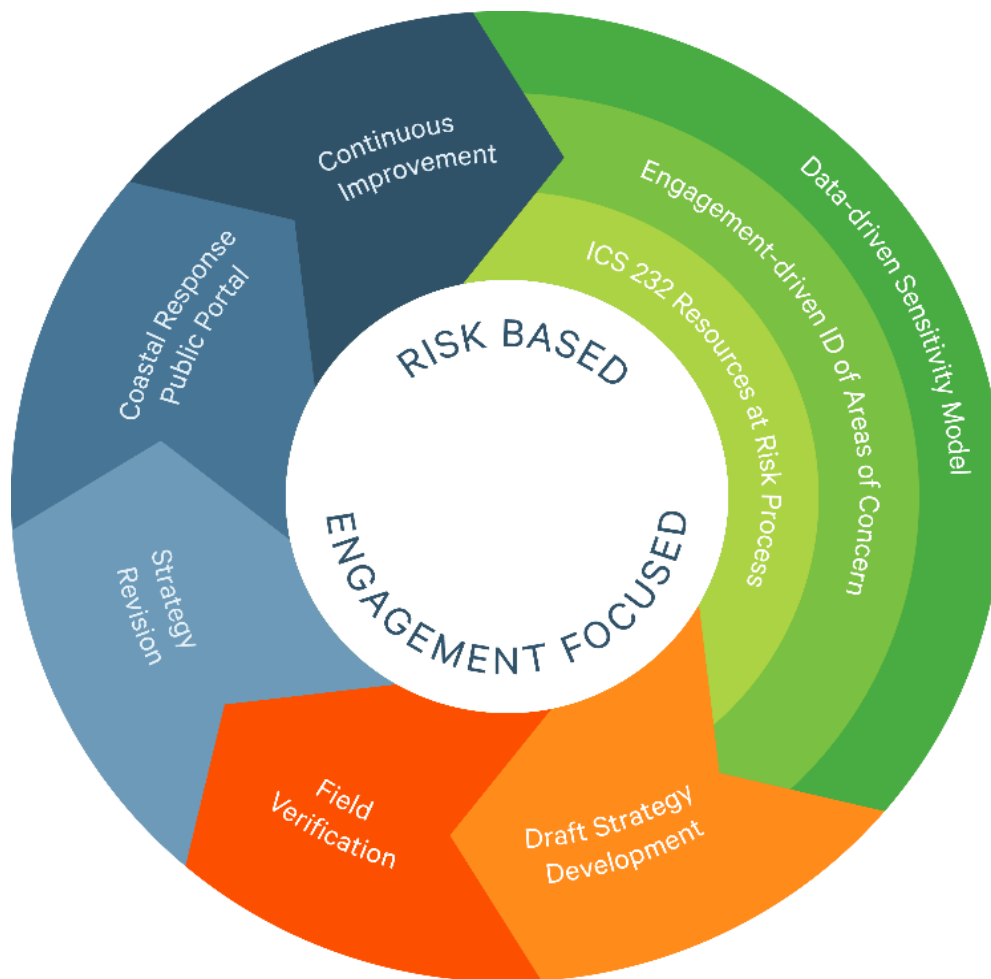 Continuous
Improvement
Data-driven Sensitivity Model
Engagement-driven ID of Areas of Concern
ICS 232 Resources at Risk Process
Coastal Response
Public Portal
RISK BASED
ENGAGEMENT FOCUSED
Strategy
Revision
Field
Verification
Draft Strategy
Development